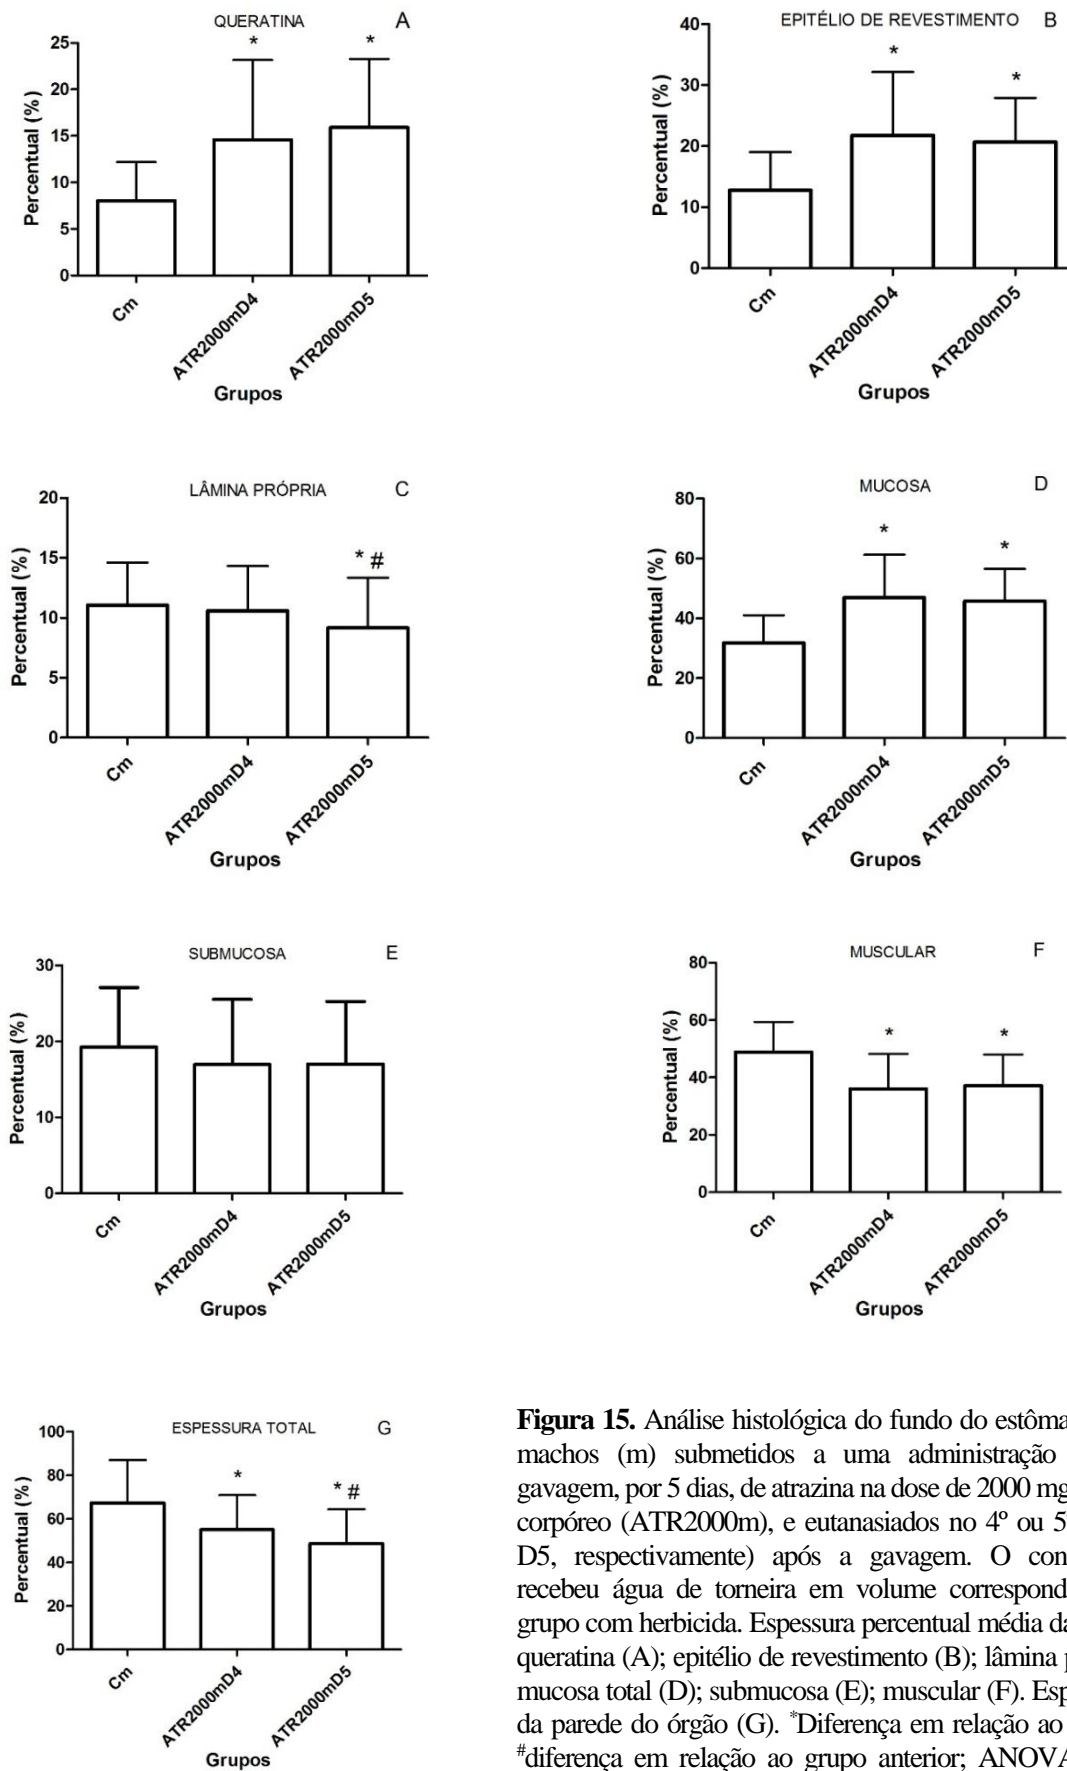 QUERATINA A
Percentual (%)
25
20
15
10
5
0
* *
Cm ATR2000mD4 ATR2000mD5
Grupos
EPITÉLIO DE REVESTIMENTO B
Percentual (%)
40
30
20
10
0
* *
Cm ATR2000mD4 ATR2000mD5
Grupos
LÂMINA PRÓPRIA C
Percentual (%)
20
15
10
5
0
* #
Cm ATR2000mD4 ATR2000mD5
Grupos
MUCOSA D
Percentual (%)
80
60
40
20
0
* *
Cm ATR2000mD4 ATR2000mD5
Grupos
SUBMUCOSA E
Percentual (%)
30
20
10
0
Cm ATR2000mD4 ATR2000mD5
Grupos
MUSCULAR F
Percentual (%)
80
60
40
20
0
* *
Cm ATR2000mD4 ATR2000mD5
Grupos
ESPESSURA TOTAL G
Percentual (%)
100
80
60
40
20
0
* * #
Cm ATR2000mD4 ATR2000mD5
Grupos
Figura 15. Análise histológica do fundo do
machos (m) submetidos a uma administração
gavagem, por 5 dias, de atrazina na dose de 2000 mg
corpóreo (ATR2000m), e eutanasiados no 4º ou
D5, respectivamente) após a gavagem. O
recebeu água de torneira em volume
grupo com herbicida. Espessura percentual média
queratina (A); epitélio de revestimento (B); lâmina
mucosa total (D); submucosa (E); muscular (F).
da parede do órgão (G). *Diferença em relação ao
#diferença em relação ao grupo anterior; ANOVA